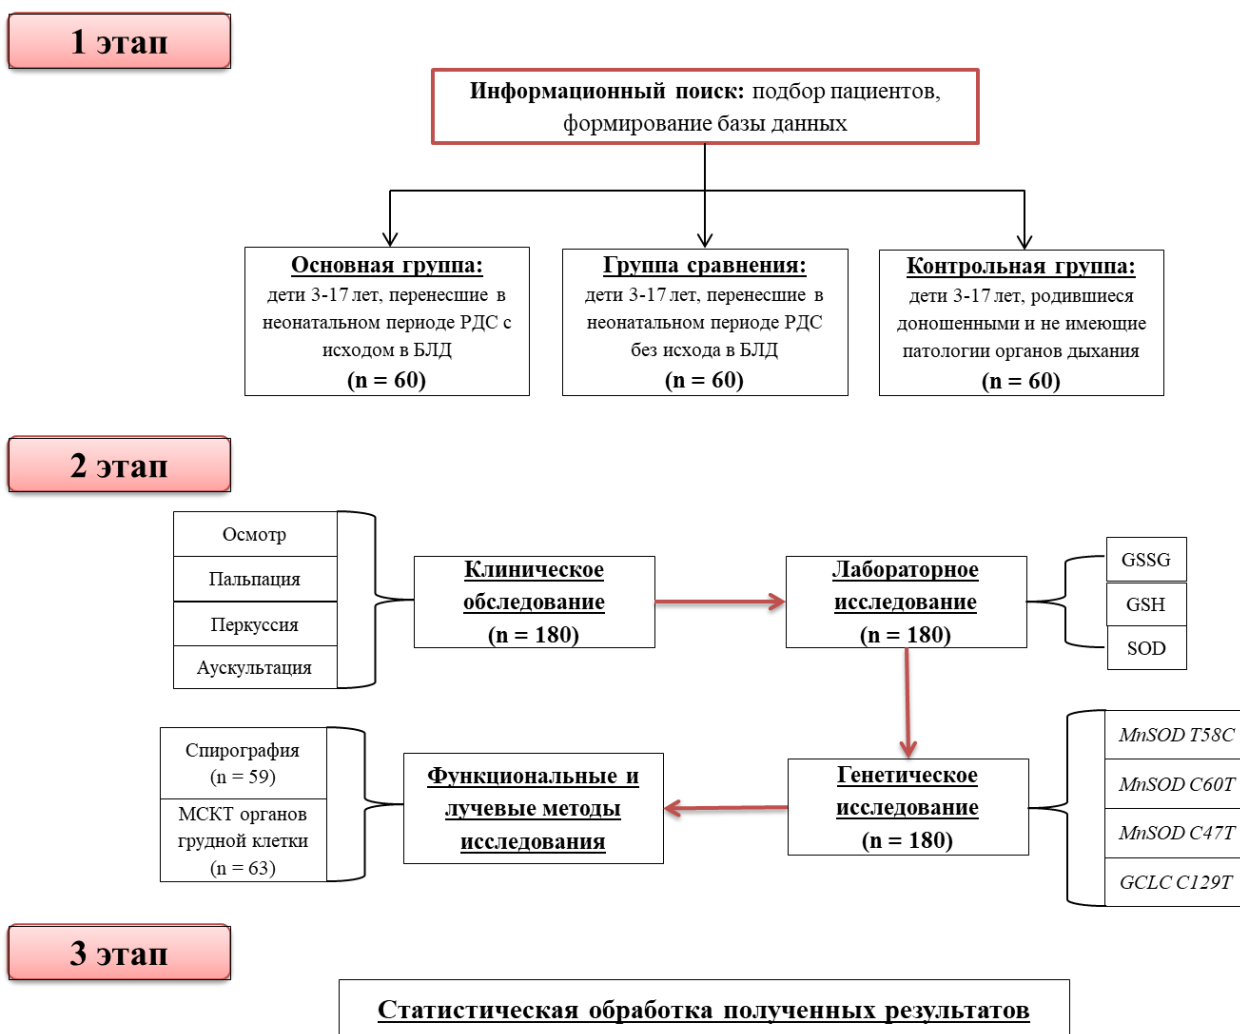 1 этап
Информационный поиск: подбор пациентов,
формирование базы данных
Основная группа:
дети 3-17 лет, перенесшие в
неонатальном периоде РДС с
исходом в БЛД
(n = 60)
Группа сравнения:
дети 3-17 лет, перенесшие в
неонатальном периоде РДС
без исхода в БЛД
(n = 60)
Контрольная группа:
дети 3-17 лет, родившиеся
доношенными и не имеющие
патологии органов дыхания
(n = 60)
2 этап
Осмотр
Пальпация
Перкуссия
Аускультация
Клиническое
обследование
(n = 180)
Лабораторное
исследование
(n = 180)
GSSG
GSH
SOD
Спирография
(n = 59)
МСКТ органов
грудной клетки
(n = 63)
Функциональные и
лучевые методы
исследования
Генетическое
исследование
(n = 180)
MnSOD T58C
MnSOD C60T
MnSOD C47T
GCLC C129T
3 этап
Статистическая обработка полученных результатов